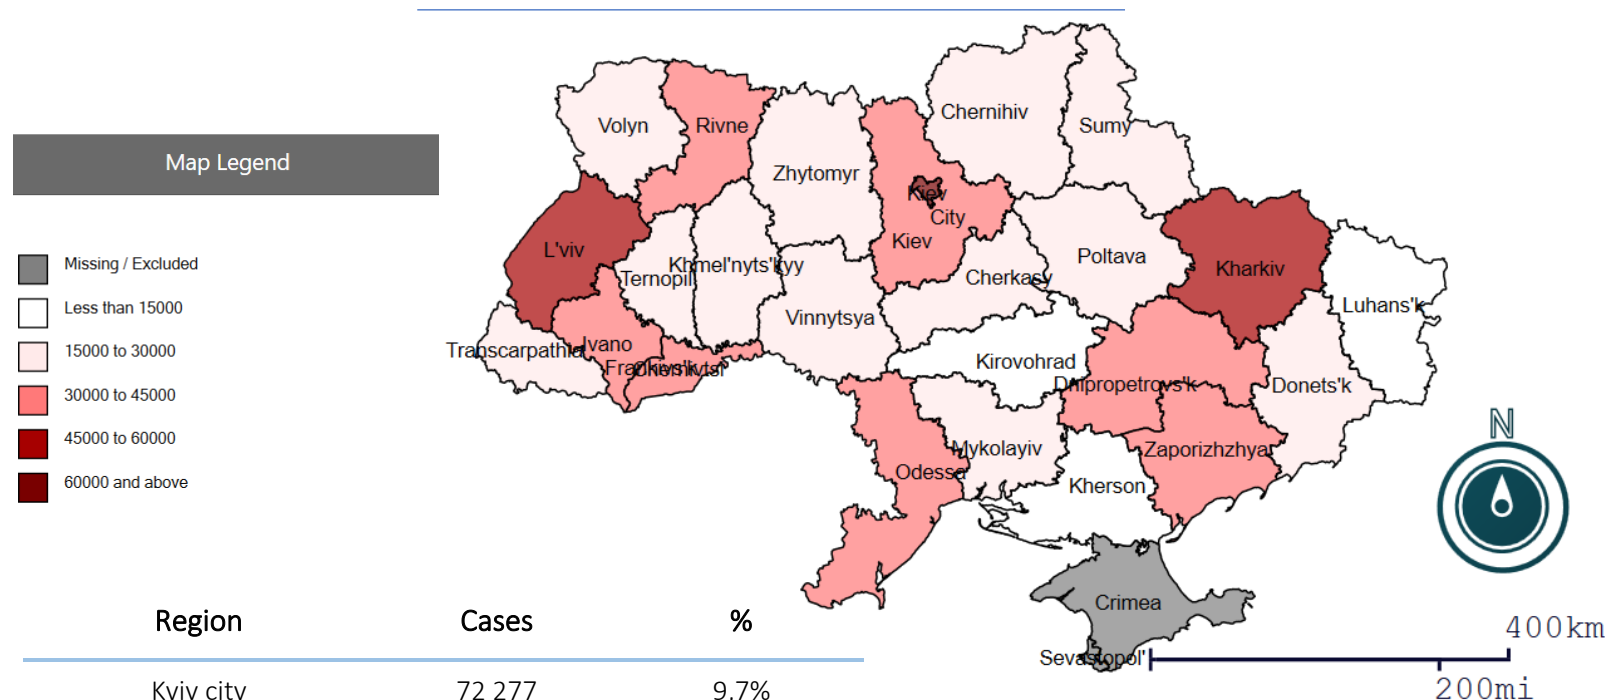 Map Legend
Missing / Excluded
Less than 15000
15000 to 30000
30000 to 45000
45000 to 60000
60000 and above
Volyn
Rivne
Zhytomyr
Chernihiv
Sumy
Kiev
City
Kiev
L'viv
Ternopil
Khmel'nyts'kyy
Cherkasy
Poltava
Kharkiv
Luhans'k
Vinnytsya
Transcarpathia
Ivano
Frankivs'k
Chernivtsi
Kirovohrad
Dnipropetrovs'k
Donets'k
Mykolayiv
Zaporizhzhya
Odessa
Kherson
Crimea
Sevastopol'
N
400km
200mi
Region Cases %
Kyiv city 72 277 9.7%